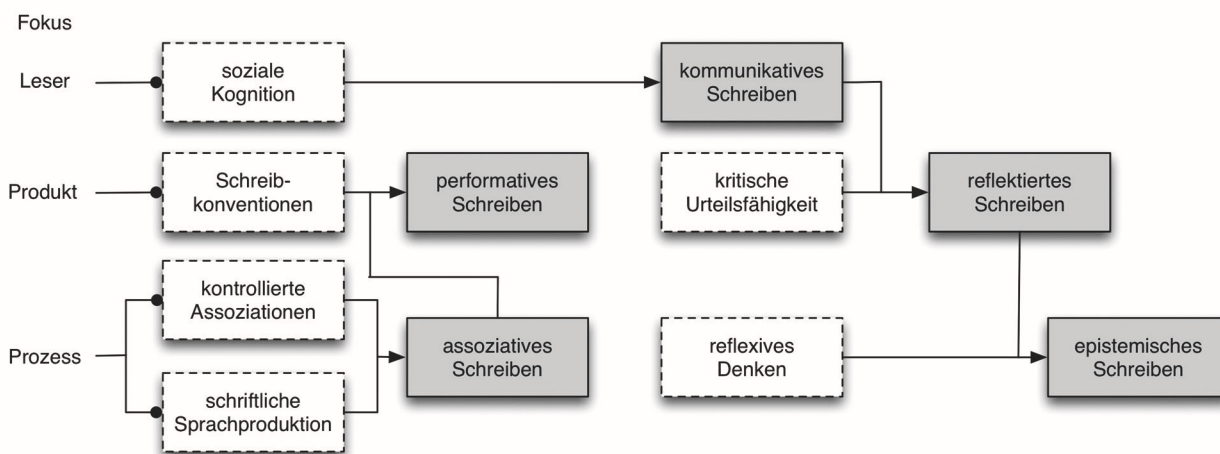 Fokus
Leser
soziale
Kognition
kommunikatives
Schreiben
Produkt
Schreib-
konventionen
performatives
Schreiben
kritische
Urteilsfähigkeit
reflektiertes
Schreiben
Prozess
kontrollierte
Assoziationen
schriftliche
Sprachproduktion
assoziatives
Schreiben
reflexives
Denken
epistemisches
Schreiben